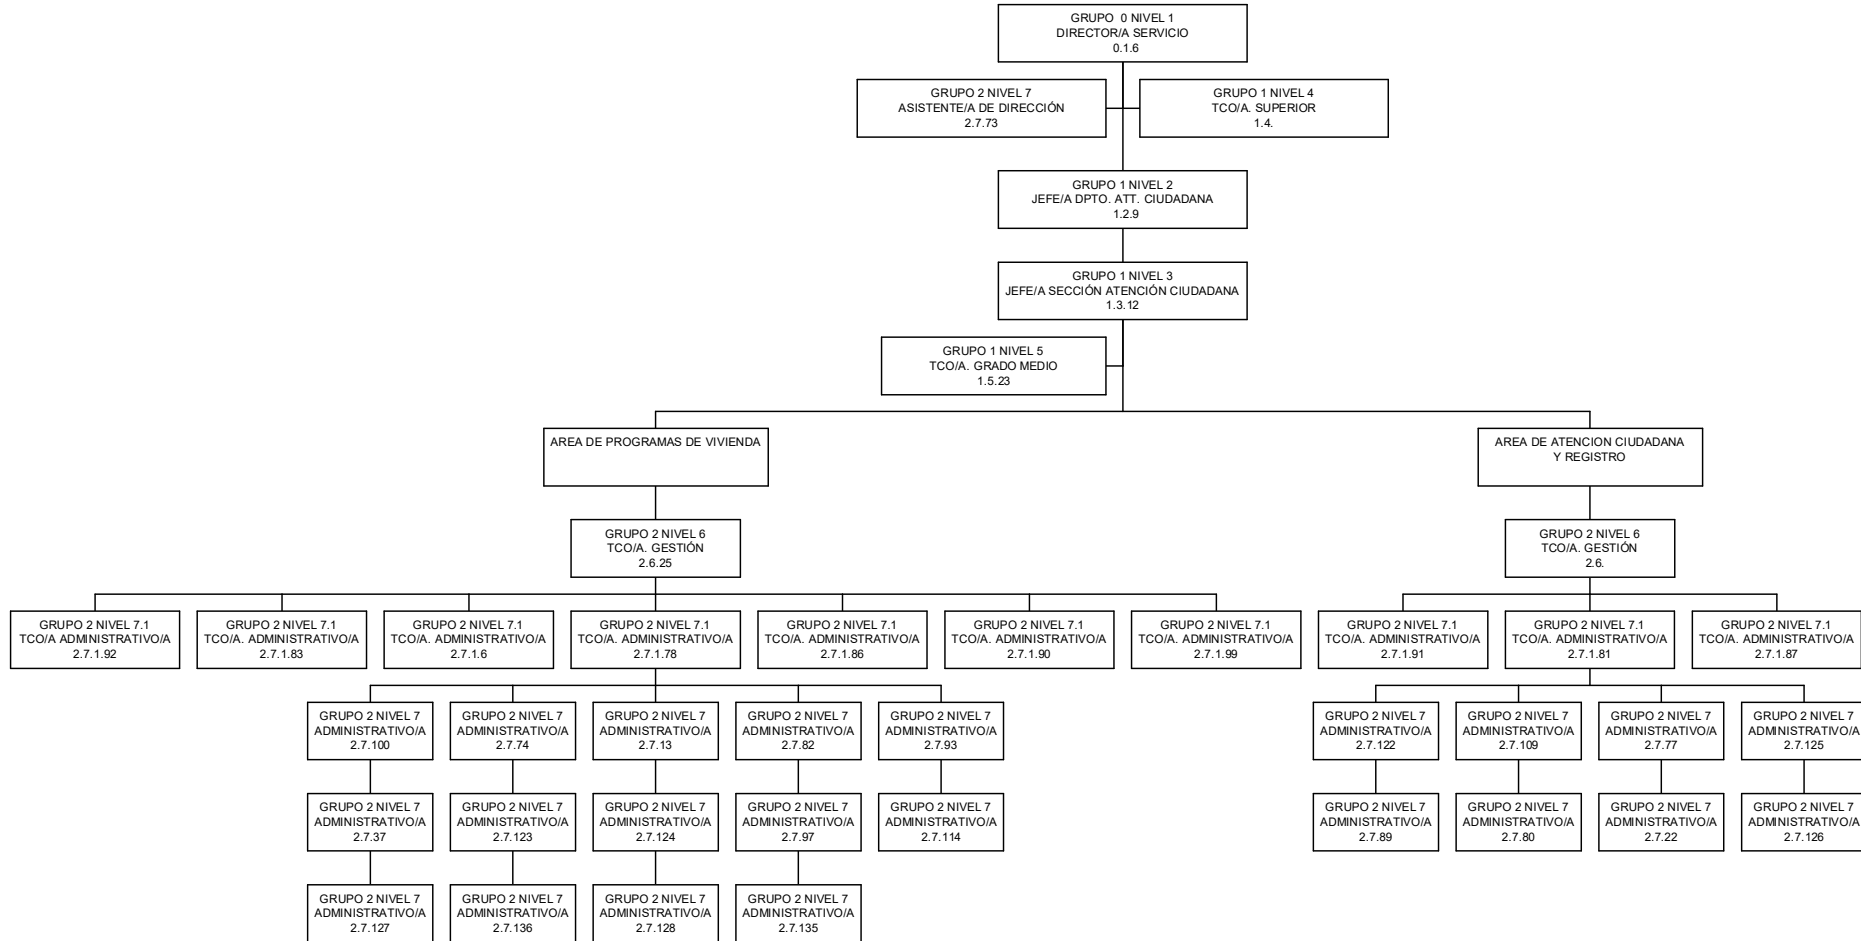 GRUPO 0 NIVEL 1
DIRECTOR/A SERVICIO
0.1.6
GRUPO 2 NIVEL 7
ASISTENTE/A DE DIRECCIÓN
2.7.73
GRUPO 1 NIVEL 4
TCO/A. SUPERIOR
1.4.
GRUPO 1 NIVEL 2
JEFE/A DPTO. ATT. CIUDADANA
1.2.9
GRUPO 1 NIVEL 3
JEFE/A SECCIÓN ATENCIÓN CIUDADANA
1.3.12
GRUPO 1 NIVEL 5
TCO/A. GRADO MEDIO
1.5.23
AREA DE PROGRAMAS DE VIVIENDA
AREA DE ATENCION CIUDADANA
Y REGISTRO
GRUPO 2 NIVEL 6
TCO/A. GESTIÓN
2.6.25
GRUPO 2 NIVEL 6
TCO/A. GESTIÓN
2.6.
GRUPO 2 NIVEL 7.1
TCO/A ADMINISTRATIVO/A
2.7.1.92
GRUPO 2 NIVEL 7.1
TCO/A. ADMINISTRATIVO/A
2.7.1.83
GRUPO 2 NIVEL 7.1
TCO/A. ADMINISTRATIVO/A
2.7.1.6
GRUPO 2 NIVEL 7.1
TCO/A. ADMINISTRATIVO/A
2.7.1.78
GRUPO 2 NIVEL 7.1
TCO/A. ADMINISTRATIVO/A
2.7.1.86
GRUPO 2 NIVEL 7.1
TCO/A. ADMINISTRATIVO/A
2.7.1.90
GRUPO 2 NIVEL 7.1
TCO/A. ADMINISTRATIVO/A
2.7.1.99
GRUPO 2 NIVEL 7.1
TCO/A. ADMINISTRATIVO/A
2.7.1.91
GRUPO 2 NIVEL 7.1
TCO/A. ADMINISTRATIVO/A
2.7.1.81
GRUPO 2 NIVEL 7.1
TCO/A. ADMINISTRATIVO/A
2.7.1.87
GRUPO 2 NIVEL 7
ADMINISTRATIVO/A
2.7.100
GRUPO 2 NIVEL 7
ADMINISTRATIVO/A
2.7.74
GRUPO 2 NIVEL 7
ADMINISTRATIVO/A
2.7.13
GRUPO 2 NIVEL 7
ADMINISTRATIVO/A
2.7.82
GRUPO 2 NIVEL 7
ADMINISTRATIVO/A
2.7.93
GRUPO 2 NIVEL 7
ADMINISTRATIVO/A
2.7.122
GRUPO 2 NIVEL 7
ADMINISTRATIVO/A
2.7.109
GRUPO 2 NIVEL 7
ADMINISTRATIVO/A
2.7.77
GRUPO 2 NIVEL 7
ADMINISTRATIVO/A
2.7.125
GRUPO 2 NIVEL 7
ADMINISTRATIVO/A
2.7.37
GRUPO 2 NIVEL 7
ADMINISTRATIVO/A
2.7.123
GRUPO 2 NIVEL 7
ADMINISTRATIVO/A
2.7.124
GRUPO 2 NIVEL 7
ADMINISTRATIVO/A
2.7.97
GRUPO 2 NIVEL 7
ADMINISTRATIVO/A
2.7.114
GRUPO 2 NIVEL 7
ADMINISTRATIVO/A
2.7.89
GRUPO 2 NIVEL 7
ADMINISTRATIVO/A
2.7.80
GRUPO 2 NIVEL 7
ADMINISTRATIVO/A
2.7.22
GRUPO 2 NIVEL 7
ADMINISTRATIVO/A
2.7.126
GRUPO 2 NIVEL 7
ADMINISTRATIVO/A
2.7.127
GRUPO 2 NIVEL 7
ADMINISTRATIVO/A
2.7.136
GRUPO 2 NIVEL 7
ADMINISTRATIVO/A
2.7.128
GRUPO 2 NIVEL 7
ADMINISTRATIVO/A
2.7.135